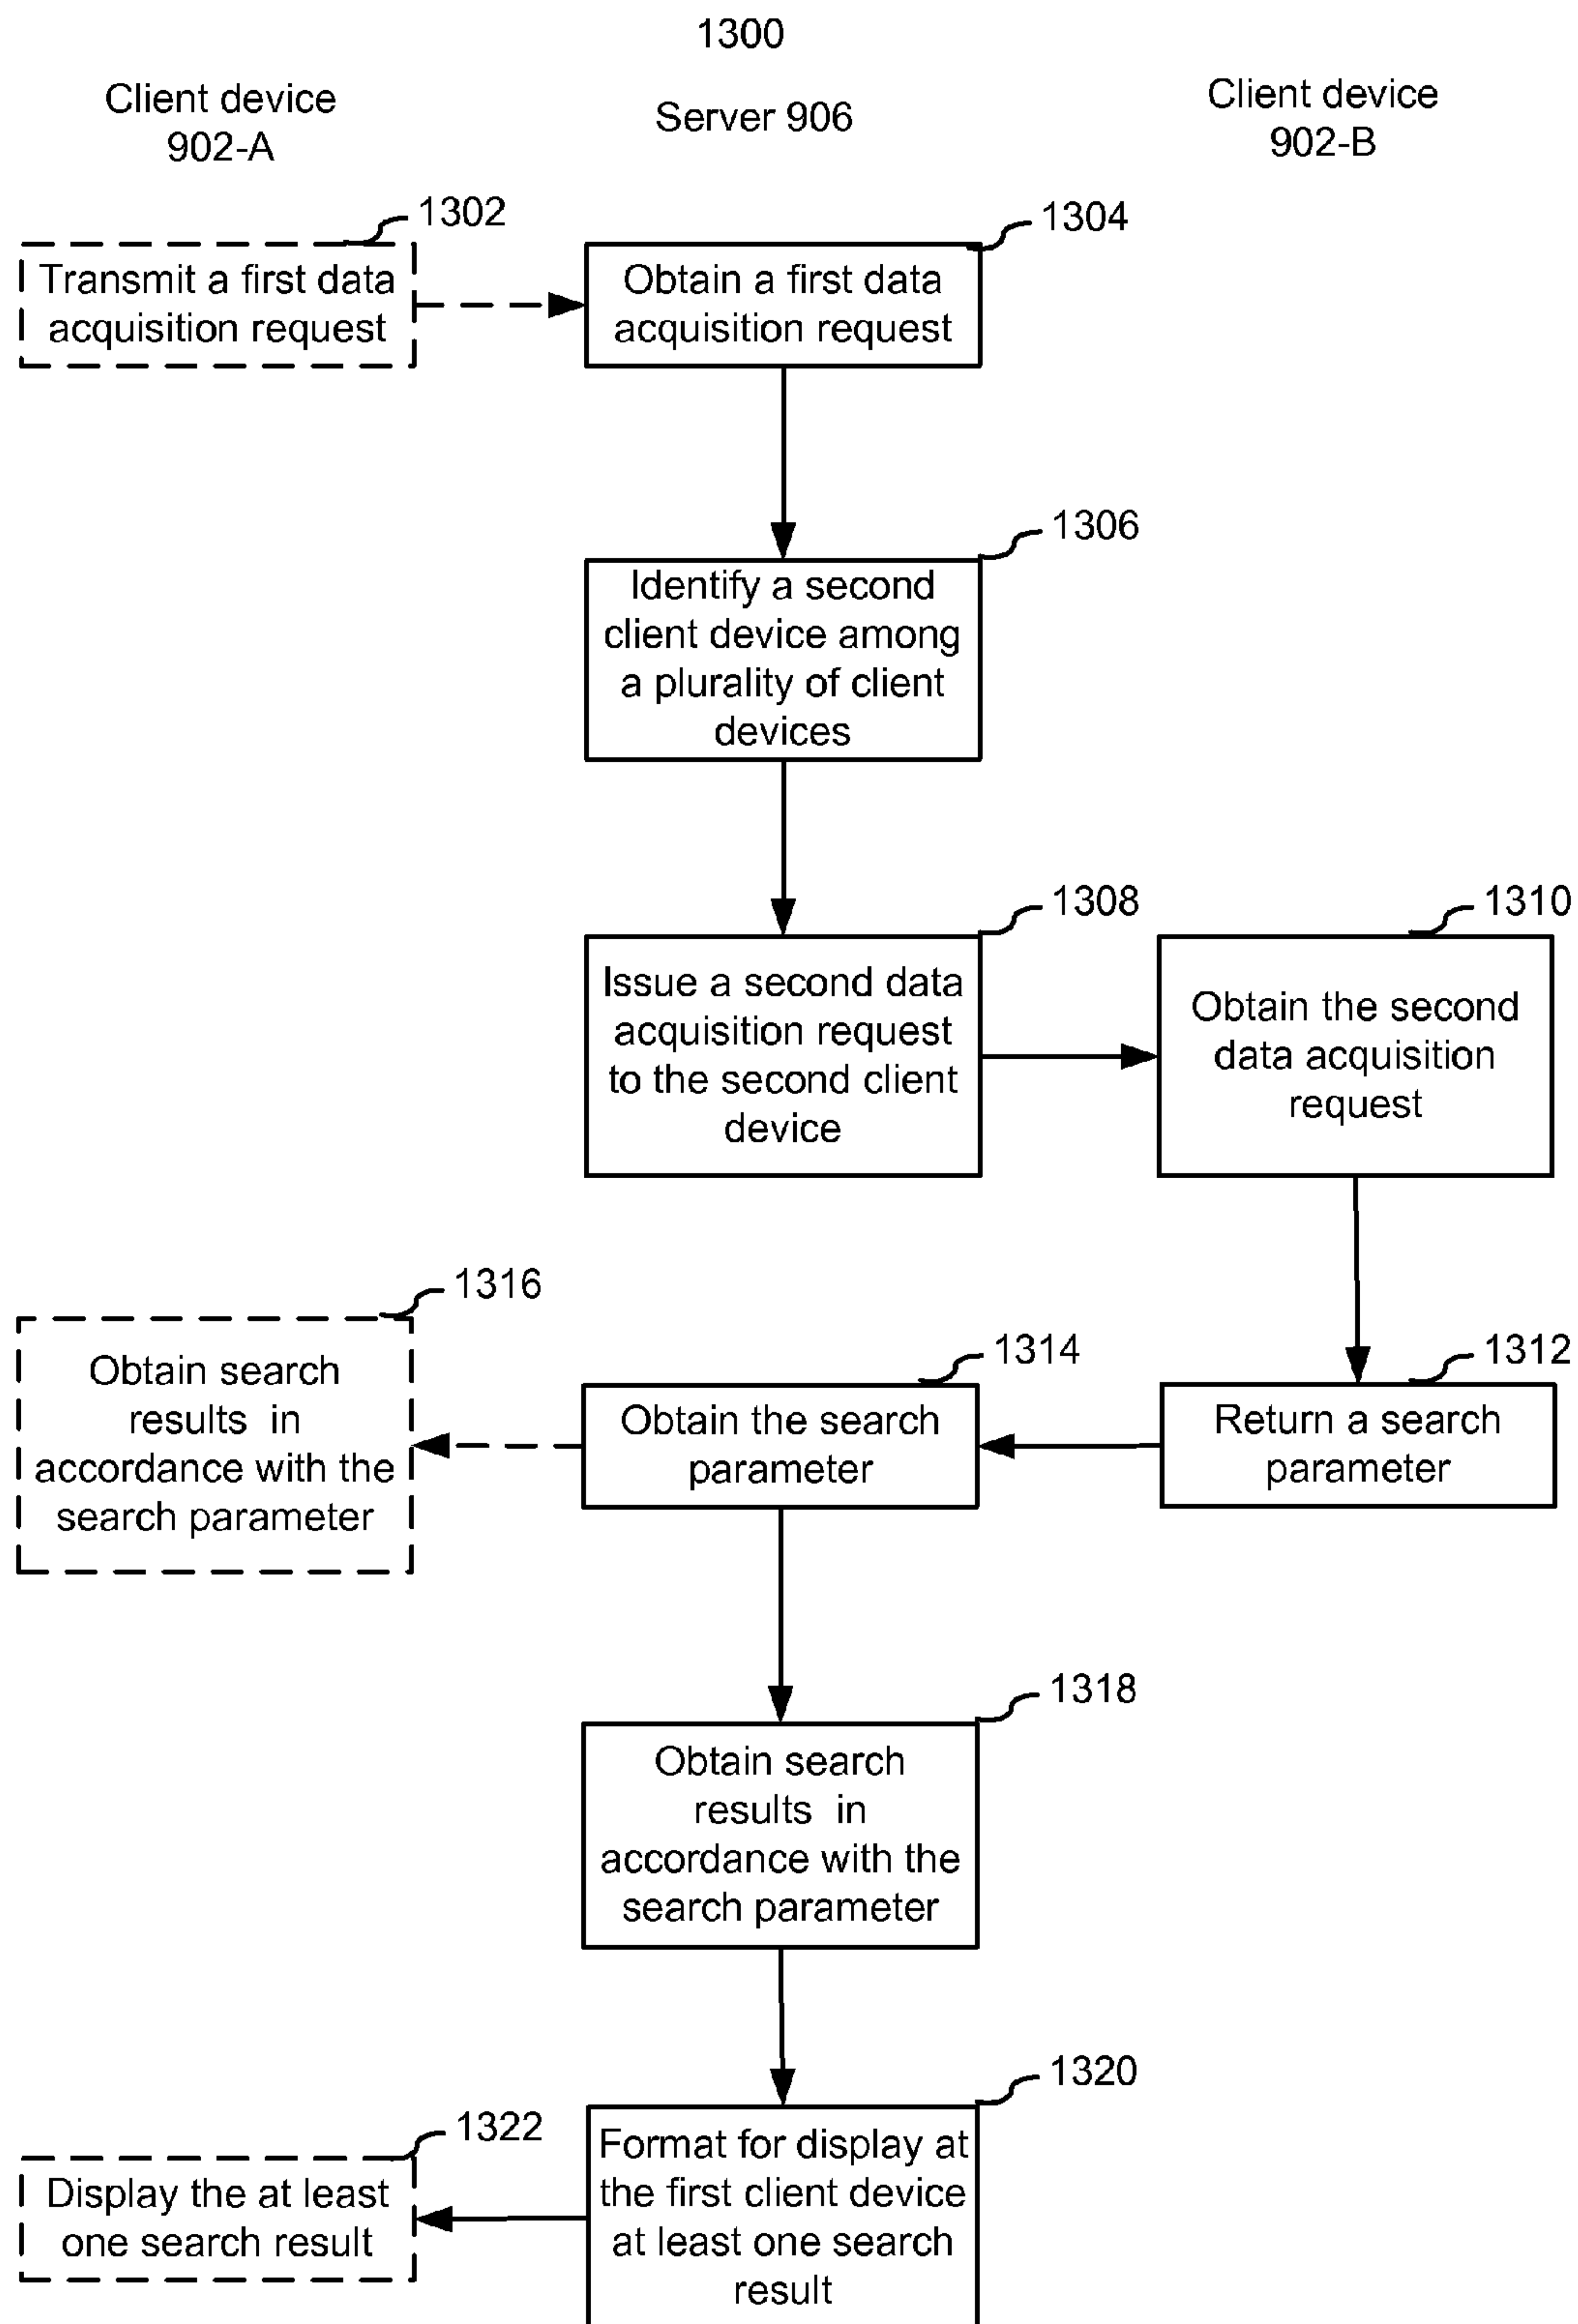 1300
Client device
902-A
Server 906
Client device
902-B
1302
Transmit a first data
acquisition request
1304
Obtain a first data
acquisition request
1306
Identify a second
client device among
a plurality of client
devices
1308
Issue a second data
acquisition request
to the second client
device
1310
Obtain the second
data acquisition
request
1316
Obtain search
results in
accordance with the
search parameter
1314
Obtain the search
parameter
1312
Return a search
parameter
1318
Obtain search
results in
accordance with the
search parameter
1320
Format for display at
the first client device
at least one search
result
1322
Display the at least
one search result